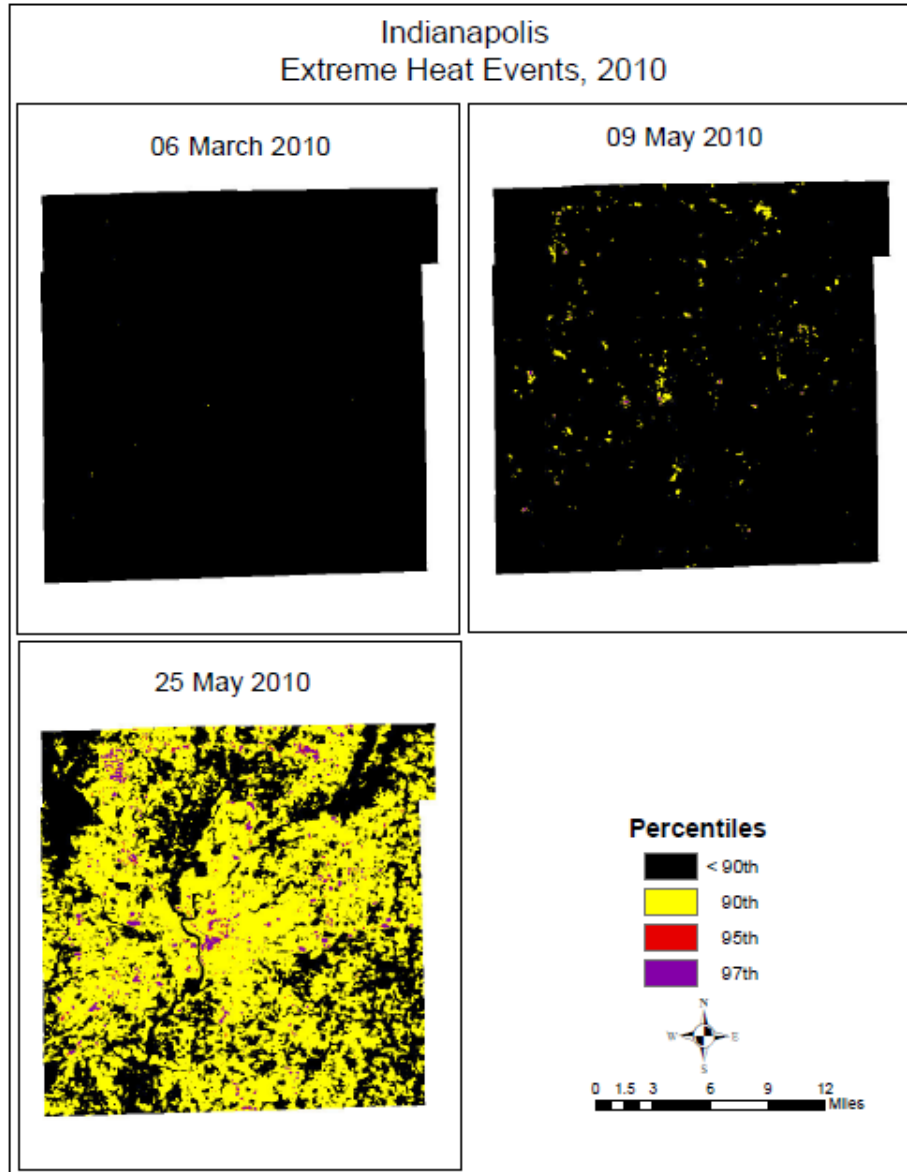 Indianapolis
Extreme Heat Events, 2010
06 March 2010
09 May 2010
25 May 2010
Percentiles
< 90th
90th
95th
97th
N
W E
S
0 1.5 3 6 9 12
Miles